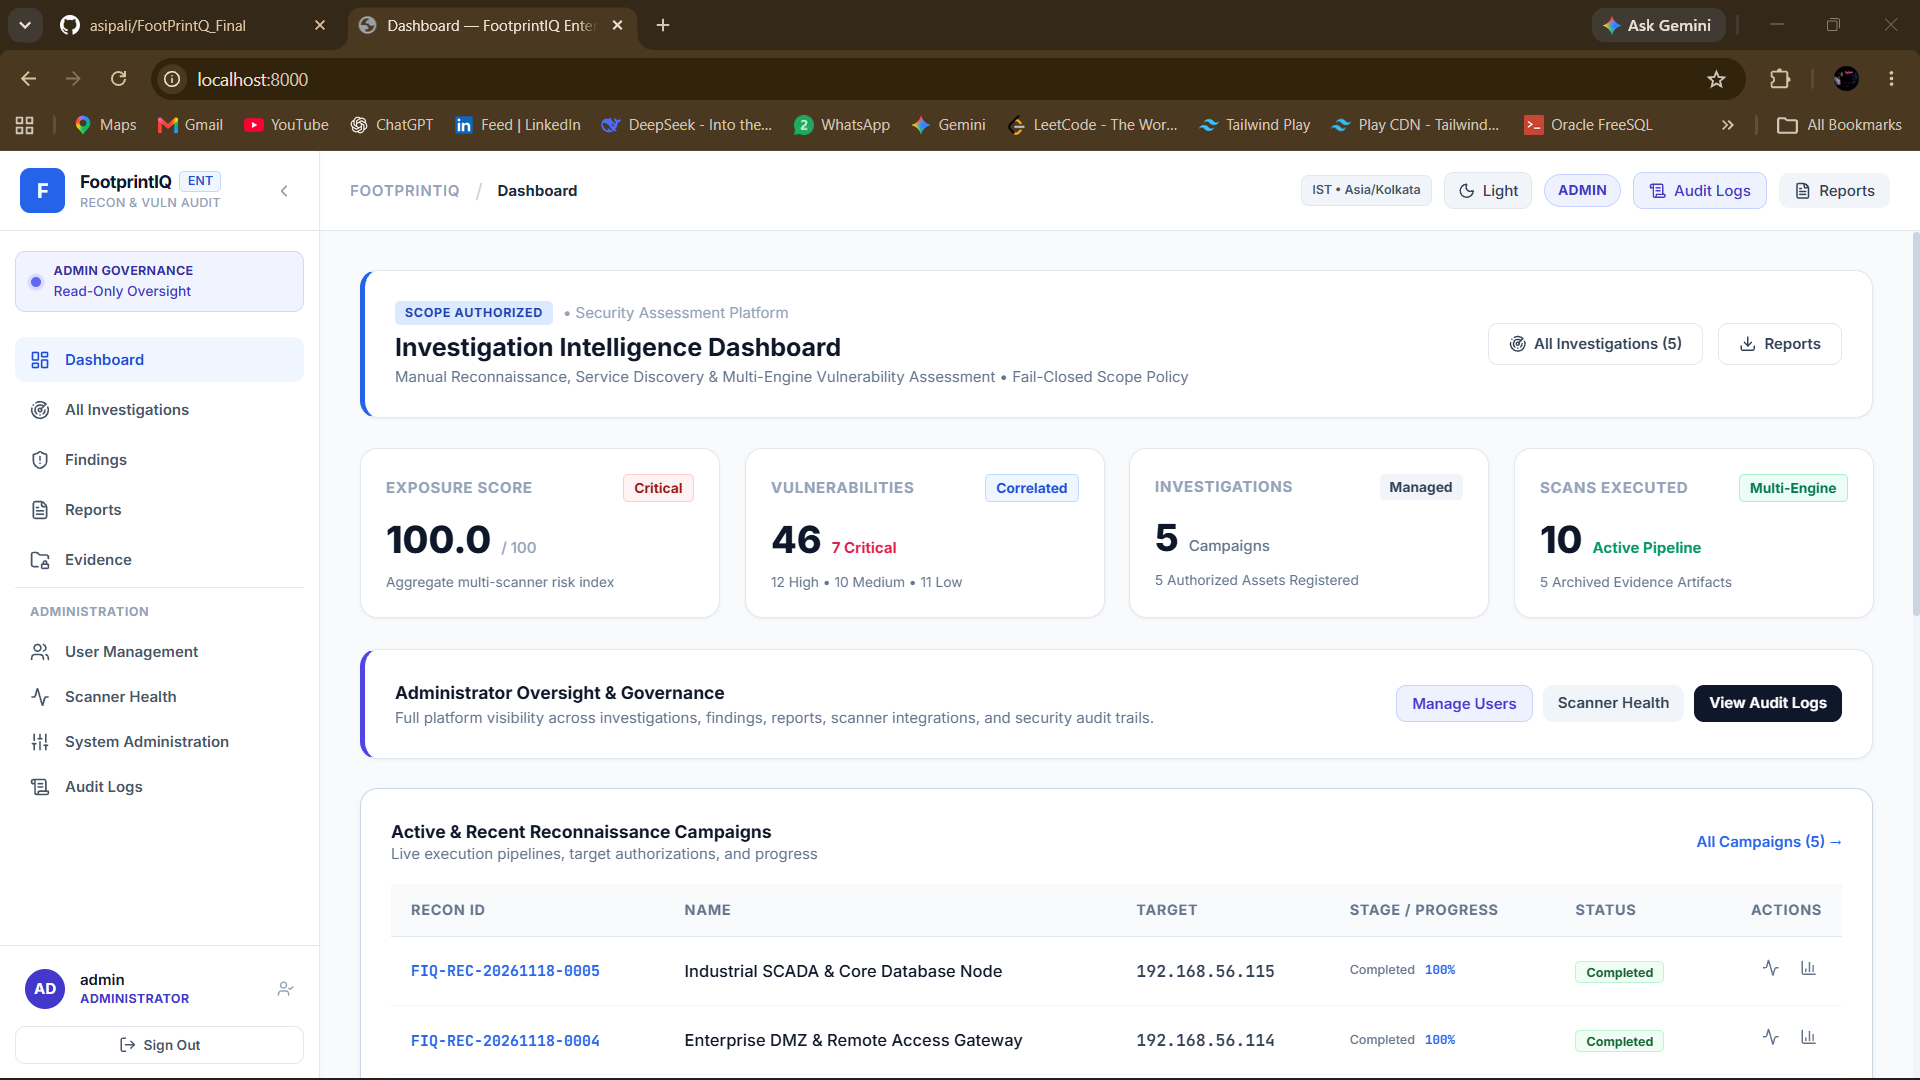 asipali/FootPrintQ_Final
Dashboard — FootprintIQ Ente
Ask Gemini
localhost:8000
Maps
Gmail
YouTube
ChatGPT
Feed | LinkedIn
DeepSeek - Into the...
WhatsApp
Gemini
LeetCode - The Wor...
Tailwind Play
Play CDN - Tailwind...
Oracle FreeSQL
All Bookmarks
F
FootprintIQ ENT
RECON & VULN AUDIT
FOOTPRINTIQ / Dashboard
IST • Asia/Kolkata
Light
ADMIN
Audit Logs
Reports
ADMIN GOVERNANCE
Read-Only Oversight
Dashboard
All Investigations
Findings
Reports
Evidence
ADMINISTRATION
User Management
Scanner Health
System Administration
Audit Logs
AD
admin
ADMINISTRATOR
Sign Out
SCOPE AUTHORIZED • Security Assessment Platform
Investigation Intelligence Dashboard
Manual Reconnaissance, Service Discovery & Multi-Engine Vulnerability Assessment • Fail-Closed Scope Policy
All Investigations (5)
Reports
EXPOSURE SCORE Critical
100.0 / 100
Aggregate multi-scanner risk index
VULNERABILITIES Correlated
46 7 Critical
12 High • 10 Medium • 11 Low
INVESTIGATIONS Managed
5 Campaigns
5 Authorized Assets Registered
SCANS EXECUTED Multi-Engine
10 Active Pipeline
5 Archived Evidence Artifacts
Administrator Oversight & Governance
Full platform visibility across investigations, findings, reports, scanner integrations, and security audit trails.
Manage Users
Scanner Health
View Audit Logs
Active & Recent Reconnaissance Campaigns
Live execution pipelines, target authorizations, and progress
All Campaigns (5) →
RECON ID NAME TARGET STAGE / PROGRESS STATUS ACTIONS
FIQ-REC-20261118-0005 Industrial SCADA & Core Database Node 192.168.56.115 Completed 100% Completed
FIQ-REC-20261118-0004 Enterprise DMZ & Remote Access Gateway 192.168.56.114 Completed 100% Completed